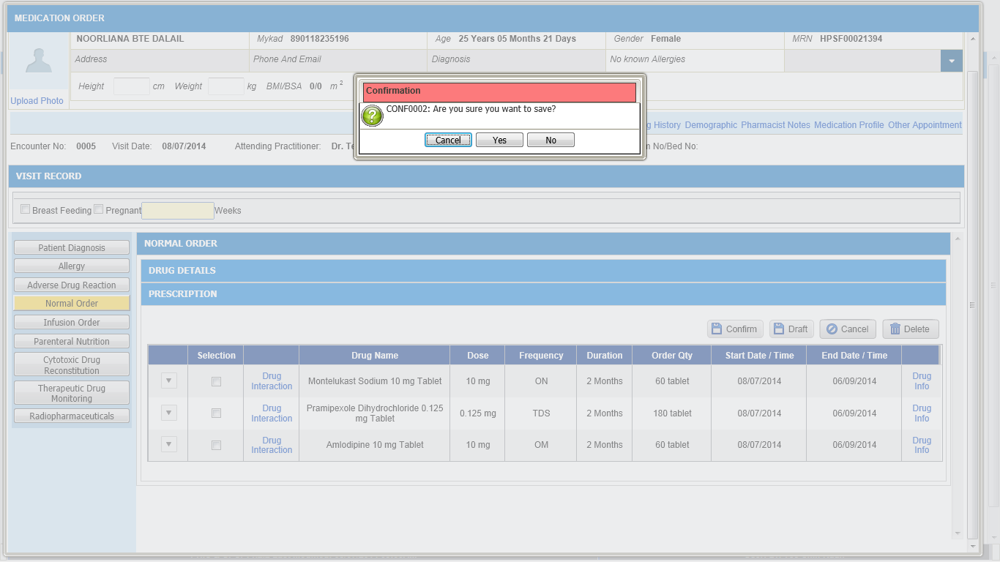 MEDICATION ORDER
NOORLIANA BTE DALAIL Mykad 890118235196 Age 25 Years 05 Months 21 Days Gender Female MRN HPSF00021394
Address Phone And Email Diagnosis No known Allergies
Height cm Weight kg BMI/BSA 0/0 m 2
Upload Photo
Confirmation
CONF0002: Are you sure you want to save?
Cancel Yes No
History Demographic Pharmacist Notes Medication Profile Other Appointment
Encounter No: 0005 Visit Date: 08/07/2014 Attending Practitioner: Dr. No/Bed No:
VISIT RECORD
Breast Feeding Pregnant Weeks
Patient Diagnosis
Allergy
Adverse Drug Reaction
Normal Order
Infusion Order
Parenteral Nutrition
Cytotoxic Drug
Reconstitution
Therapeutic Drug
Monitoring
Radiopharmaceuticals
NORMAL ORDER
DRUG DETAILS
PRESCRIPTION
Confirm Draft Cancel Delete
Selection Drug Name Dose Frequency Duration Order Qty Start Date / Time End Date / Time
Drug Interaction Montelukast Sodium 10 mg Tablet 10 mg ON 2 Months 60 tablet 08/07/2014 06/09/2014 Drug Info
Drug Interaction Pramipexole Dihydrochloride 0.125 mg Tablet 0.125 mg TDS 2 Months 180 tablet 08/07/2014 06/09/2014 Drug Info
Drug Interaction Amlodipine 10 mg Tablet 10 mg OM 2 Months 60 tablet 08/07/2014 06/09/2014 Drug Info